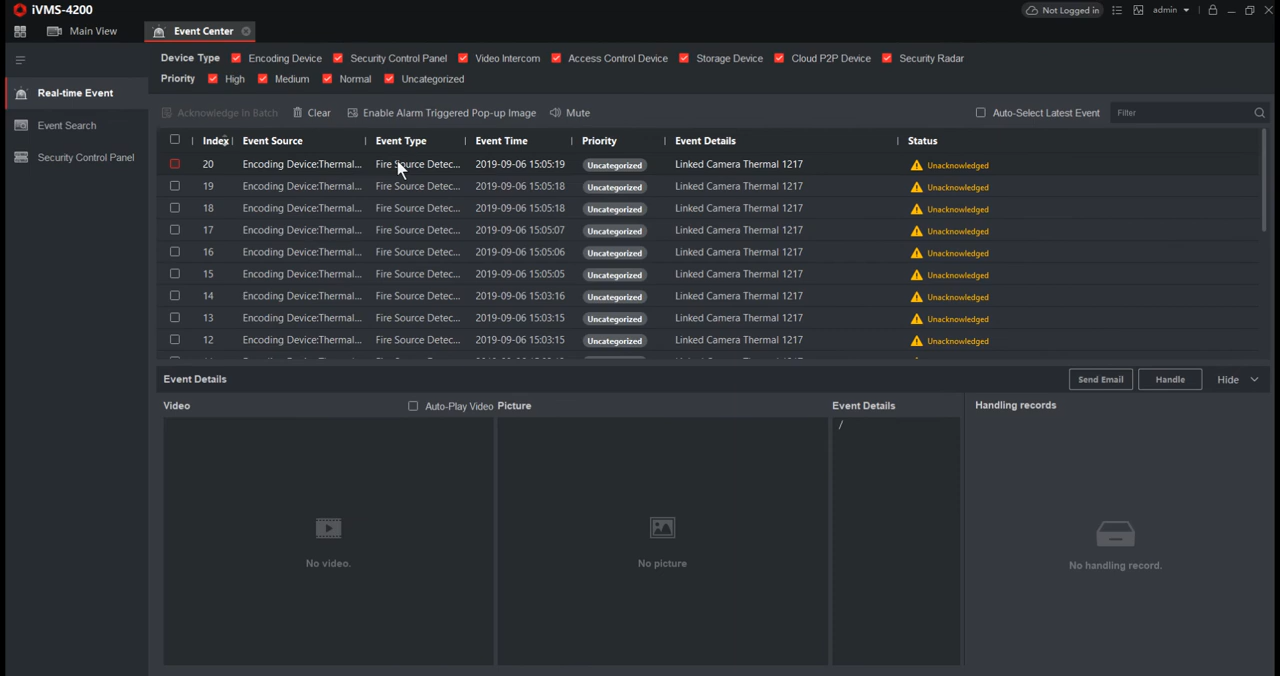 iVMS-4200
Not Logged in admin
Main View Event Center
Device Type Encoding Device Security Control Panel Video Intercom Access Control Device Storage Device Cloud P2P Device Security Radar
Priority High Medium Normal Uncategorized
Real-time Event
Event Search
Security Control Panel
Acknowledge in Batch Clear Enable Alarm Triggered Pop-up Image Mute Auto-Select Latest Event Filter
Index Event Source Event Type Event Time Priority Event Details Status
20 Encoding Device:Thermal... Fire Source Detec... 2019-09-06 15:05:19 Uncategorized Linked Camera Thermal 1217 Unacknowledged
19 Encoding Device:Thermal... Fire Source Detec... 2019-09-06 15:05:18 Uncategorized Linked Camera Thermal 1217 Unacknowledged
18 Encoding Device:Thermal... Fire Source Detec... 2019-09-06 15:05:18 Uncategorized Linked Camera Thermal 1217 Unacknowledged
17 Encoding Device:Thermal... Fire Source Detec... 2019-09-06 15:05:07 Uncategorized Linked Camera Thermal 1217 Unacknowledged
16 Encoding Device:Thermal... Fire Source Detec... 2019-09-06 15:05:06 Uncategorized Linked Camera Thermal 1217 Unacknowledged
15 Encoding Device:Thermal... Fire Source Detec... 2019-09-06 15:05:05 Uncategorized Linked Camera Thermal 1217 Unacknowledged
14 Encoding Device:Thermal... Fire Source Detec... 2019-09-06 15:03:16 Uncategorized Linked Camera Thermal 1217 Unacknowledged
13 Encoding Device:Thermal... Fire Source Detec... 2019-09-06 15:03:15 Uncategorized Linked Camera Thermal 1217 Unacknowledged
12 Encoding Device:Thermal... Fire Source Detec... 2019-09-06 15:03:15 Uncategorized Linked Camera Thermal 1217 Unacknowledged
Event Details Send Email Handle Hide
Video Auto-Play Video Picture Event Details Handling records
/
No video. No picture No handling record.